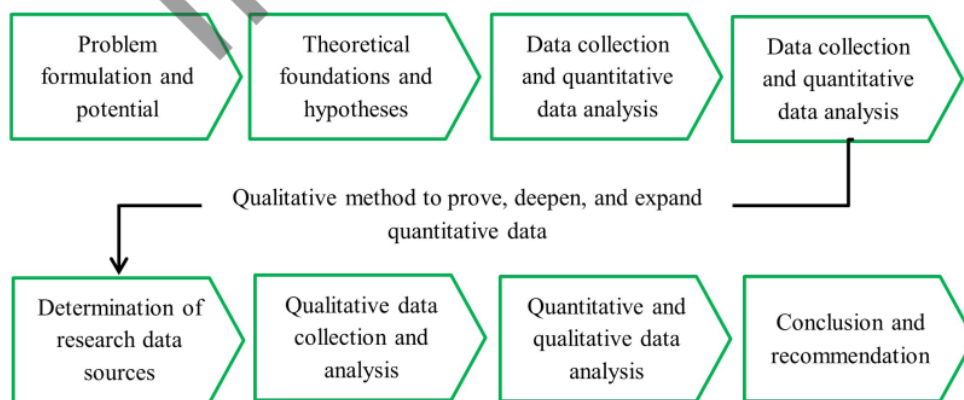 Problem
formulation and
potential
Theoretical
foundations and
hypotheses
Data collection
and quantitative
data analysis
Data collection
and quantitative
data analysis
Qualitative method to prove, deepen, and expand
quantitative data
Determination of
research data
sources
Qualitative data
collection and
analysis
Quantitative and
qualitative data
analysis
Conclusion and
recommendation